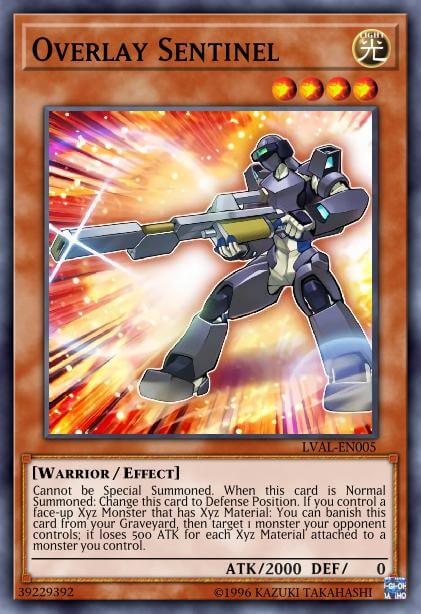 OVERLAY SENTINEL
LIGHT
光
LVAL-EN005
[WARRIOR / EFFECT]
Cannot be Special Summoned. When this card is Normal
Summoned: Change this card to Defense Position. If you control a
face-up Xyz Monster that has Xyz Material: You can banish this
card from your Graveyard, then target 1 monster your opponent
controls; it loses 500 ATK for each Xyz Material attached to a
monster you control.
ATK/2000 DEF/ 0
39229392
©1996 KAZUKI TAKAHASHI